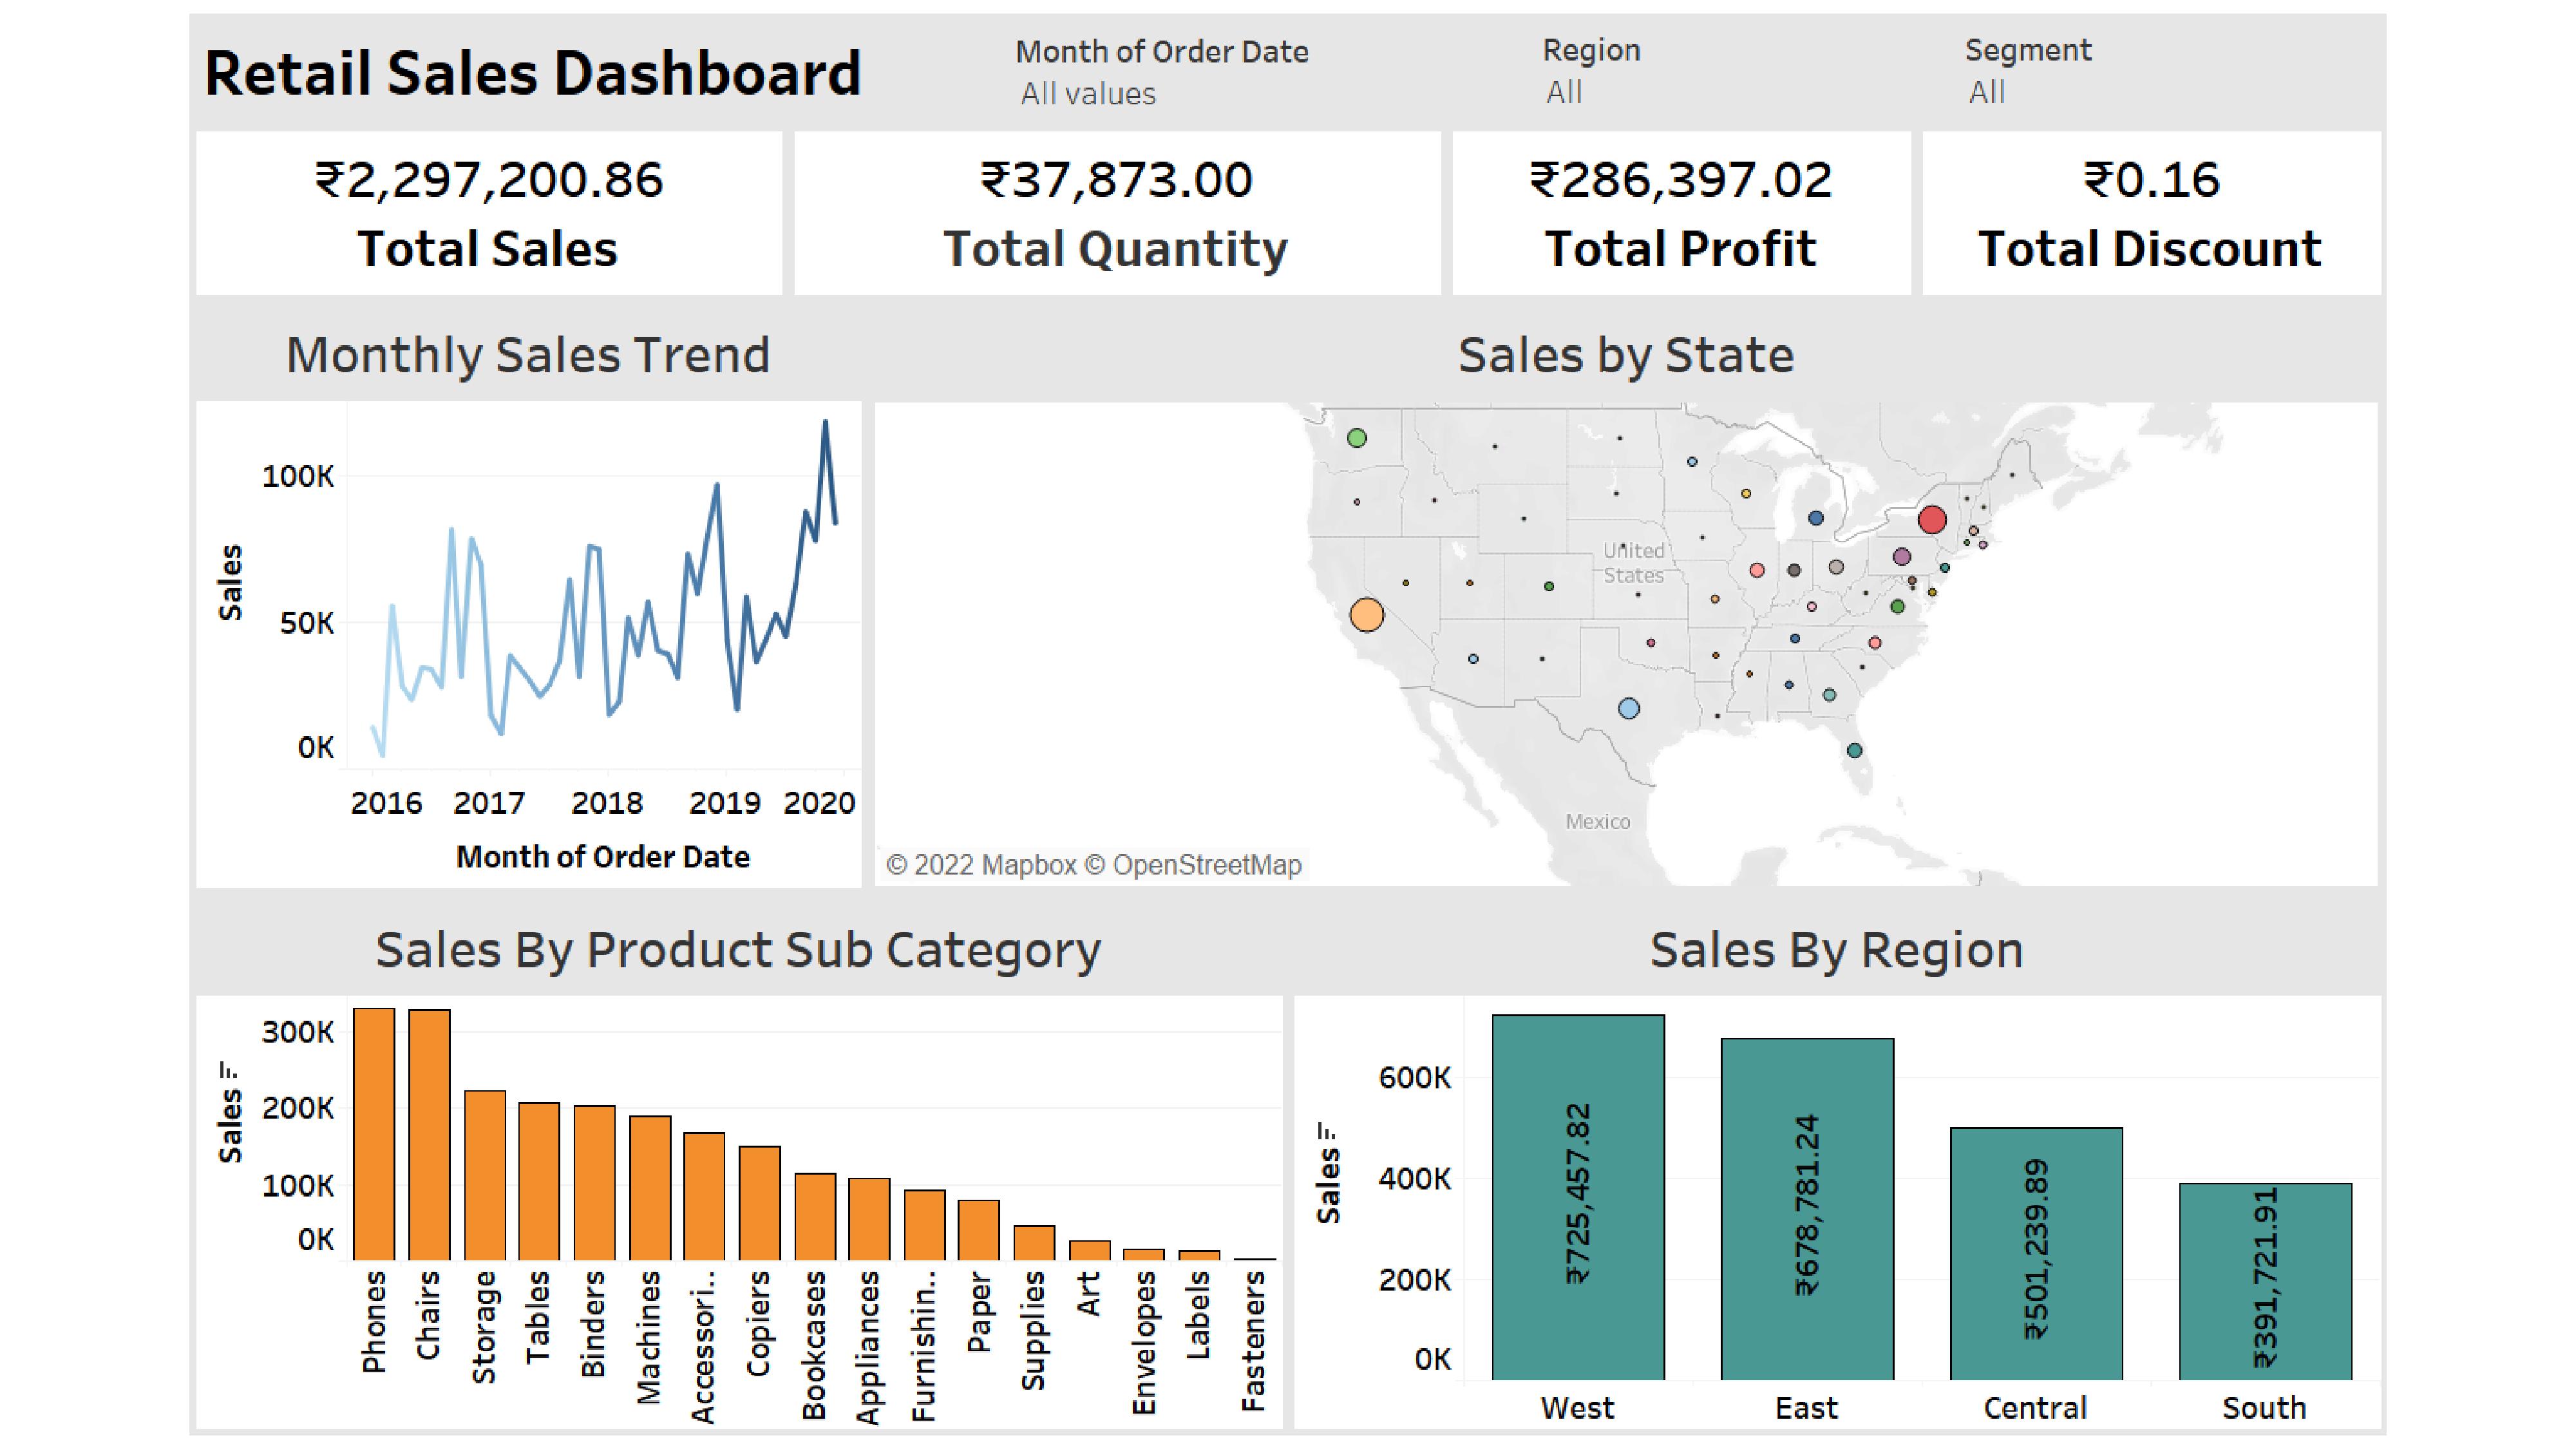 Retail Sales Dashboard
Month of Order Date
All values
Region
All
Segment
All
₹2,297,200.86
Total Sales
₹37,873.00
Total Quantity
₹286,397.02
Total Profit
₹0.16
Total Discount
Monthly Sales Trend
Sales
100K
50K
0K
2016 2017 2018 2019 2020
Month of Order Date
Sales by State
United
States
Mexico
© 2022 Mapbox © OpenStreetMap
Sales By Product Sub Category
Sales
300K
200K
100K
0K
Phones
Chairs
Storage
Tables
Binders
Machines
Accessori..
Copiers
Bookcases
Appliances
Furnishin..
Paper
Supplies
Art
Envelopes
Labels
Fasteners
Sales By Region
Sales
600K
400K
200K
0K
₹725,457.82
₹678,781.24
₹501,239.89
₹391,721.91
West East Central South